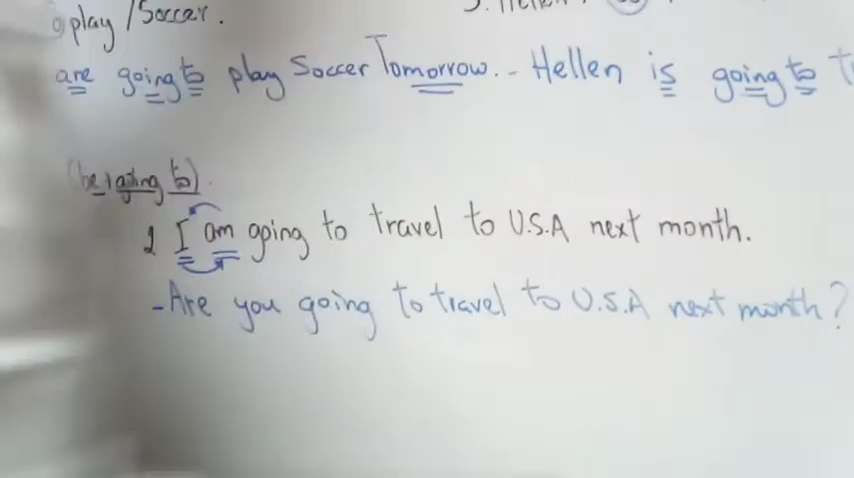 play / Soccer.
are going to play Soccer Tomorrow. - Hellen is going to
(be + going to).
1 I am going to travel to U.S.A next month.
- Are you going to travel to U.S.A next month?